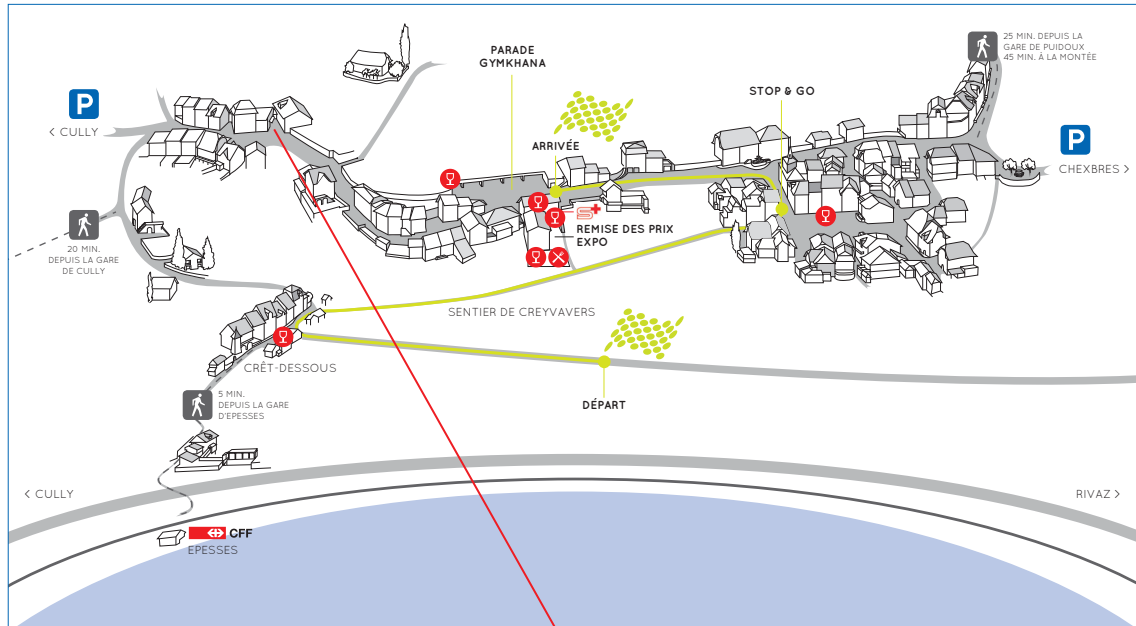 25 MIN. DEPUIS LA
GARE DE PUIDOUX
45 MIN. À LA MONTÉE
PARADE
GYMKHANA
STOP & GO
P
< CULLY
ARRIVÉE
P
CHEXBRES >
S+
REMISE DES PRIX
EXPO
20 MIN.
DEPUIS LA GARE
DE CULLY
SENTIER DE CREYVAVERS
CRÊT-DESSOUS
DÉPART
5 MIN.
DEPUIS LA GARE
D'EPESSES
< CULLY
RIVAZ >
CFF
EPESSES